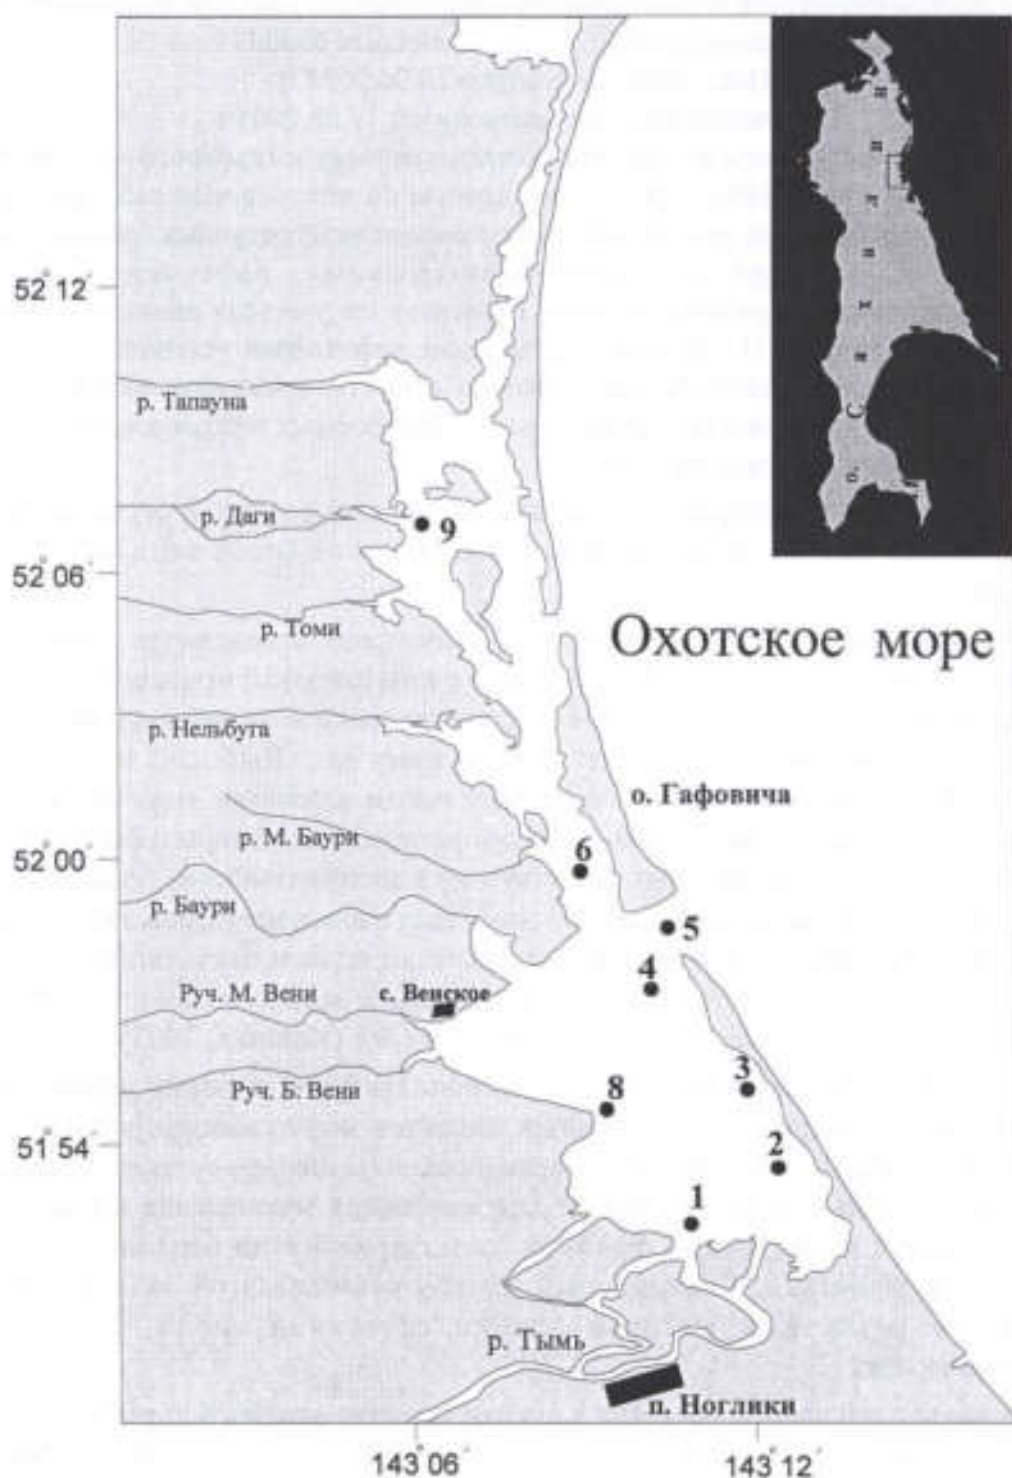 52° 12´
р. Тапауна
р. Даги
9
52° 06´
р. Томи
Охотское море
р. Нельбута
о. Гафовича
р. М. Баури
6
52° 00´
р. Баури
5
4
Руч. М. Вени
с. Венское
3
Руч. Б. Вени
8
51° 54´
2
1
р. Тымь
п. Ноглики
143° 06´
143° 12´
о. Сахалин